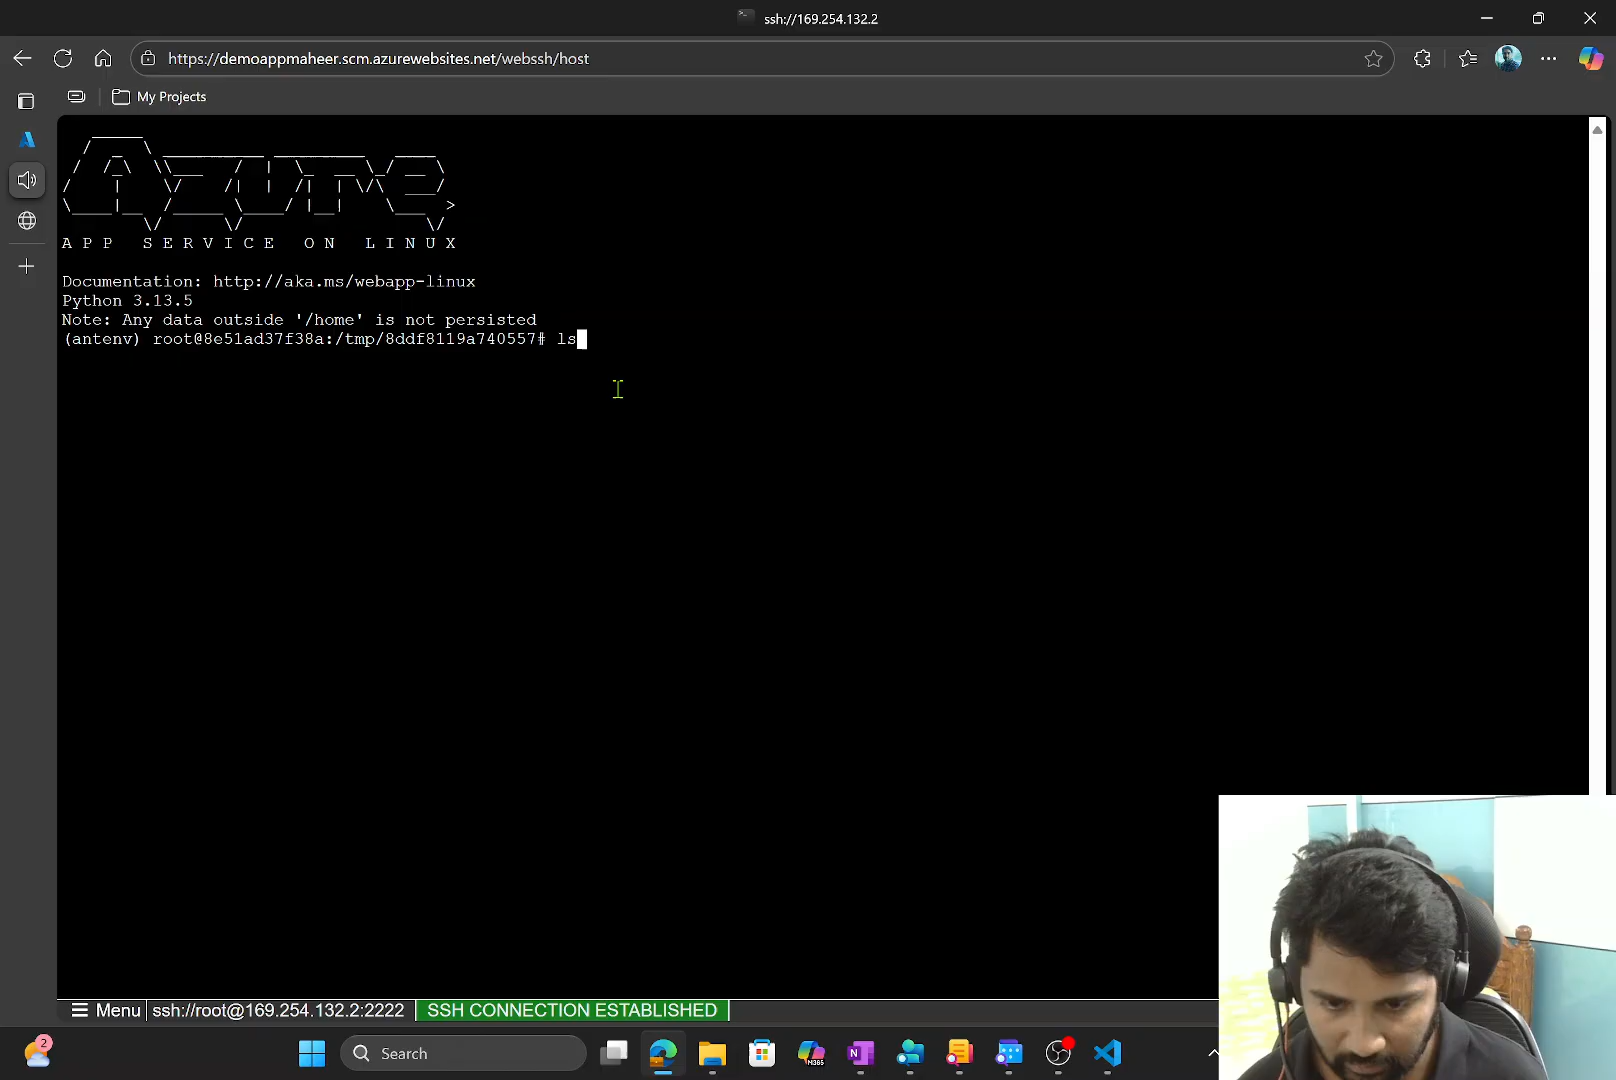 ssh://169.254.132.2
https://demoappmaheer.scm.azurewebsites.net/webssh/host
My Projects
A P P   S E R V I C E   O N   L I N U X
Documentation: http://aka.ms/webapp-linux
Python 3.13.5
Note: Any data outside '/home' is not persisted
(antenv) root@8e51ad37f38a:/tmp/8ddf8119a740557# ls
Menu ssh://root@169.254.132.2:2222 SSH CONNECTION ESTABLISHED
2 Search M365